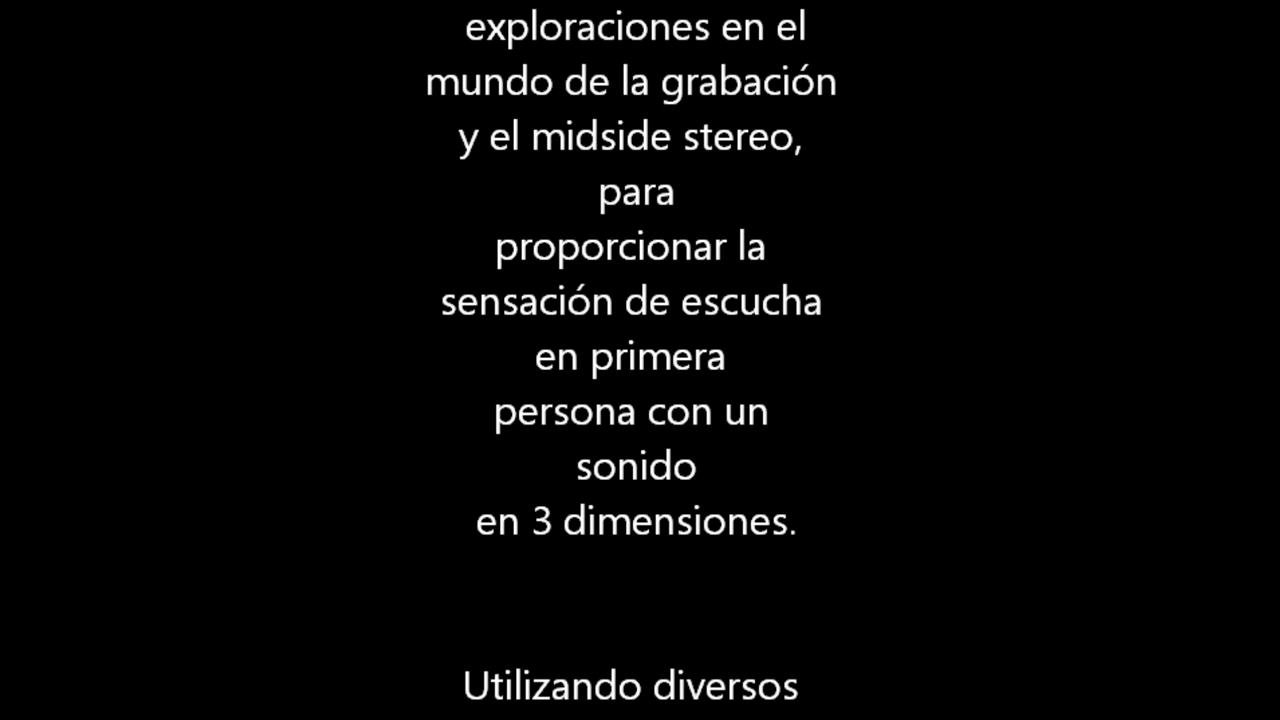 exploraciones en el
mundo de la grabación
y el midside stereo,
para
proporcionar la
sensación de escucha
en primera
persona con un
sonido
en 3 dimensiones.
Utilizando diversos